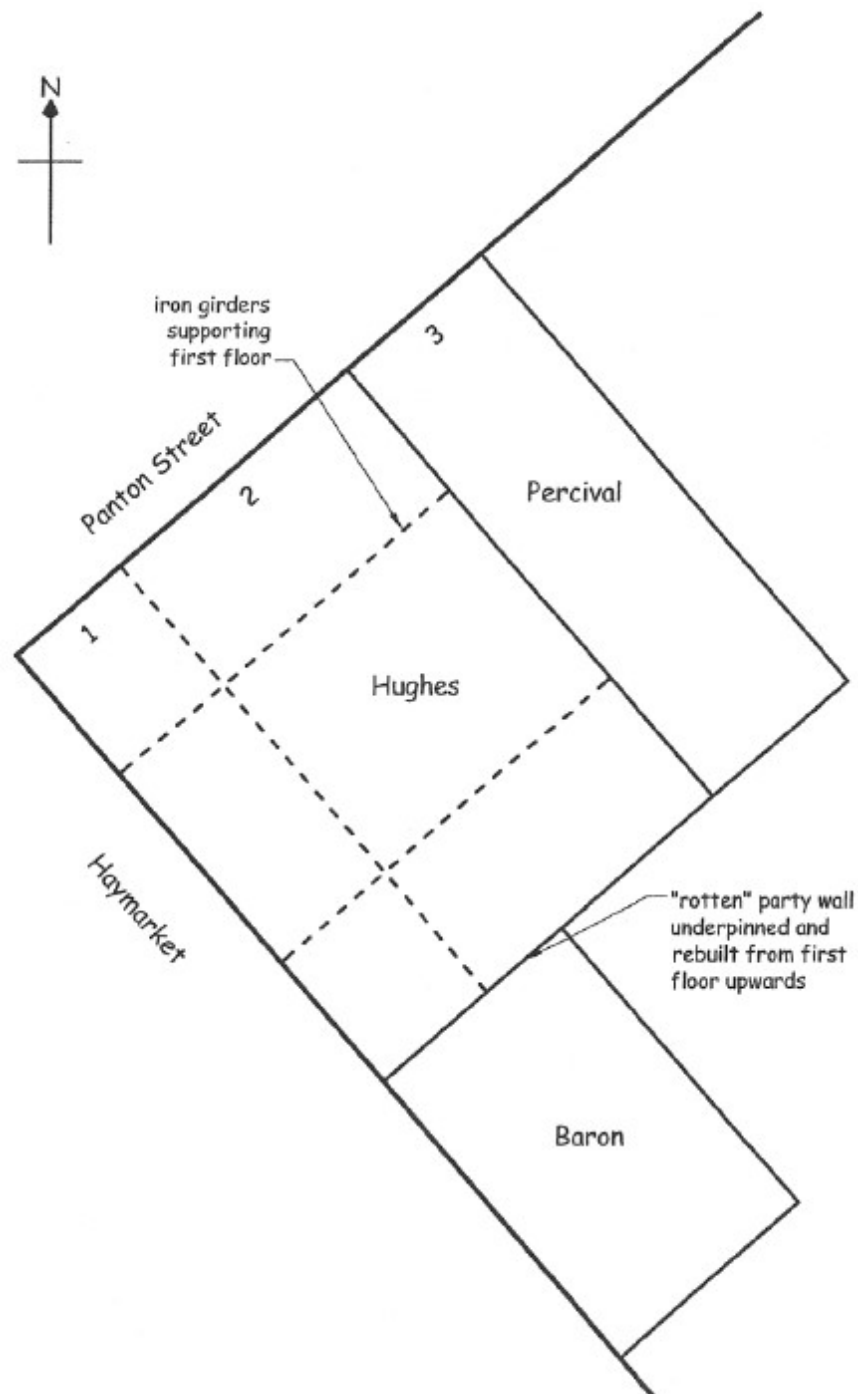 N
iron girders
supporting
first floor
3
Panton Street
2
Percival
1
Hughes
Haymarket
"rotten" party wall
underpinned and
rebuilt from first
floor upwards
Baron